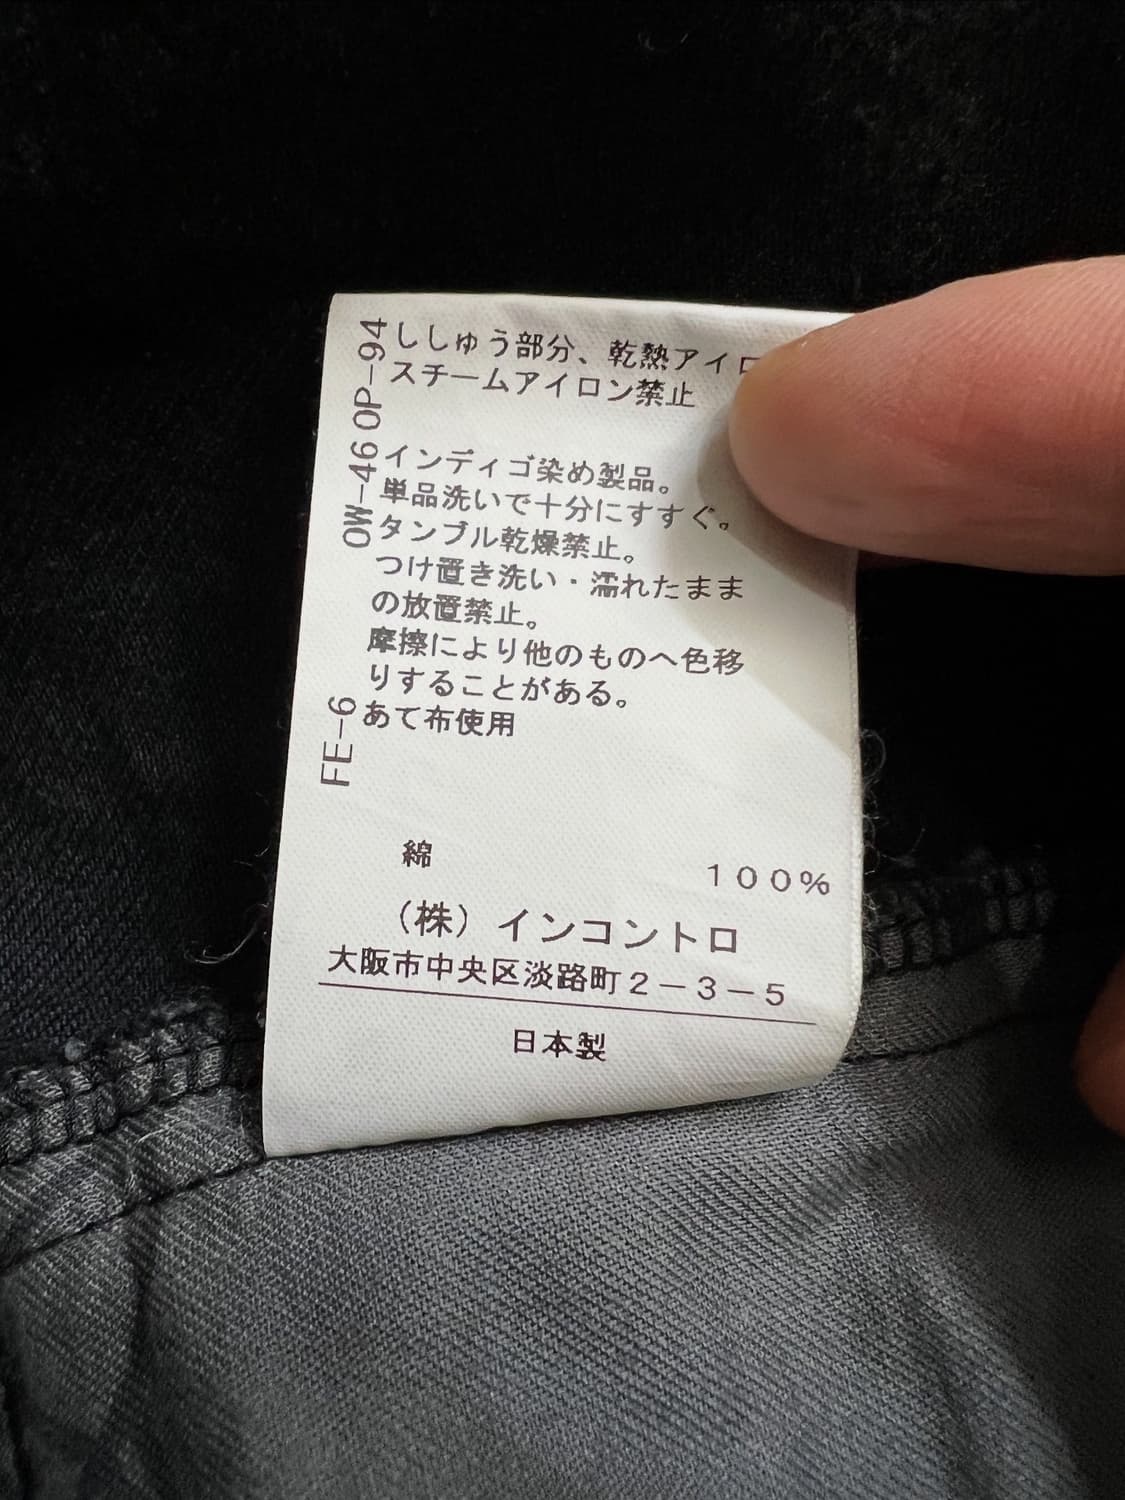 ししゅう部分、乾熱アイロ
スチームアイロン禁止
OP-94
インディゴ染め製品。
単品洗いで十分にすすぐ。
タンブル乾燥禁止。
つけ置き洗い・濡れたまま
の放置禁止。
摩擦により他のものへ色移
りすることがある。
OW-46
あて布使用
FE-6
綿 100%
（株）インコントロ
大阪市中央区淡路町2-3-5
日本製